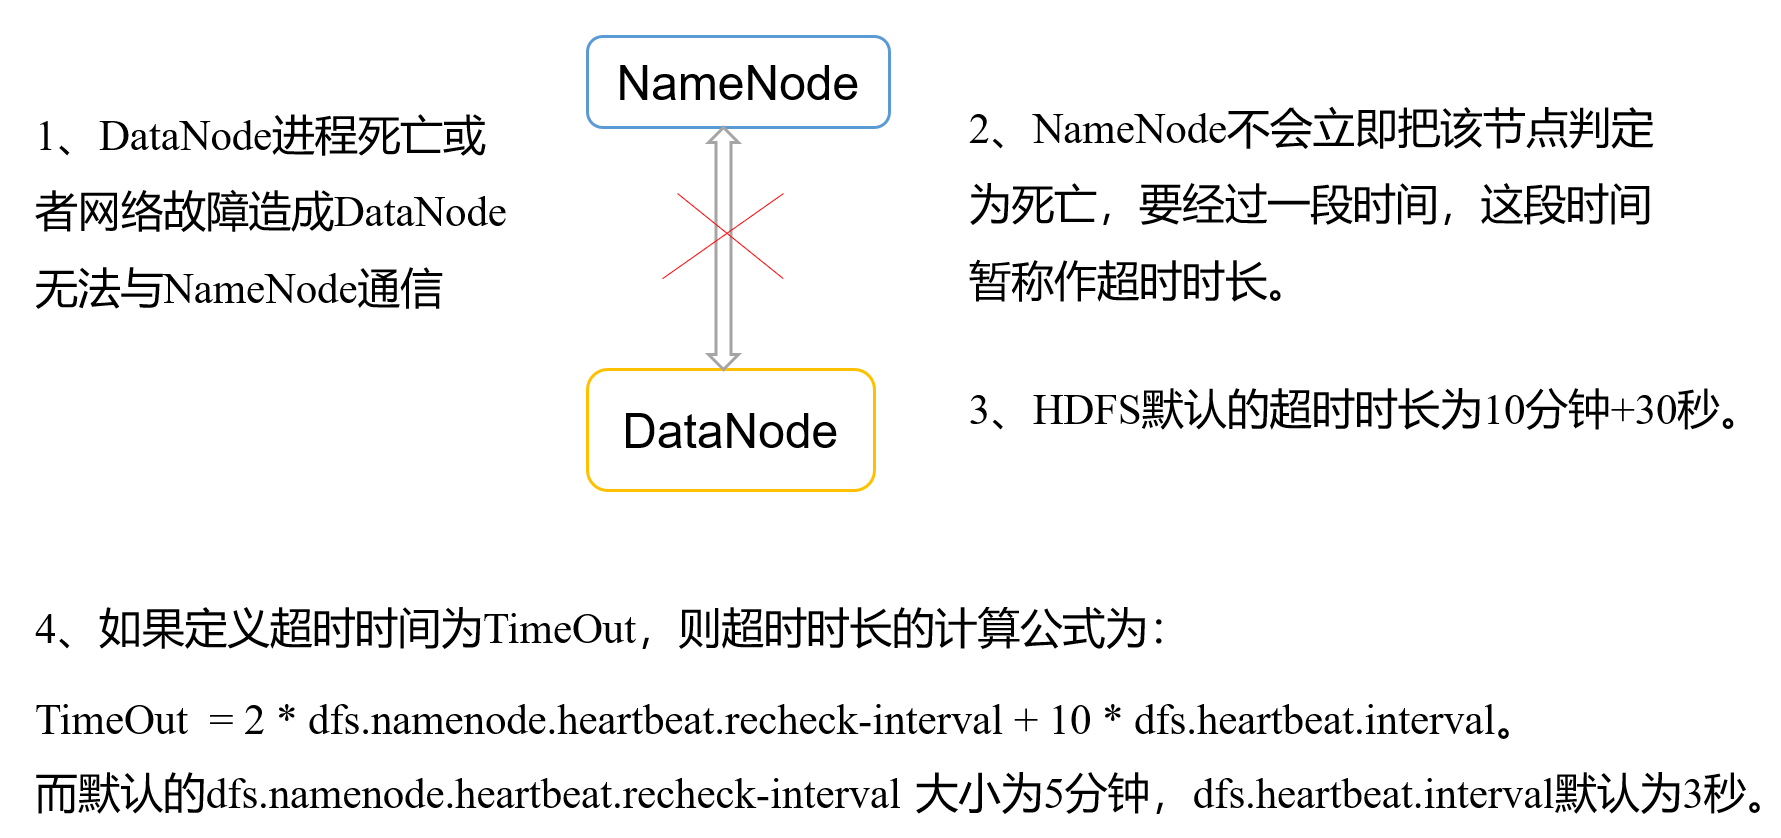 NameNode
1、DataNode进程死亡或
者网络故障造成DataNode
无法与NameNode通信
2、NameNode不会立即把该节点判定
为死亡，要经过一段时间，这段时间
暂称作超时时长。
3、HDFS默认的超时时长为10分钟+30秒。
DataNode
4、如果定义超时时间为TimeOut，则超时时长的计算公式为：
TimeOut  = 2 * dfs.namenode.heartbeat.recheck-interval + 10 * dfs.heartbeat.interval。
而默认的dfs.namenode.heartbeat.recheck-interval 大小为5分钟，dfs.heartbeat.interval默认为3秒。